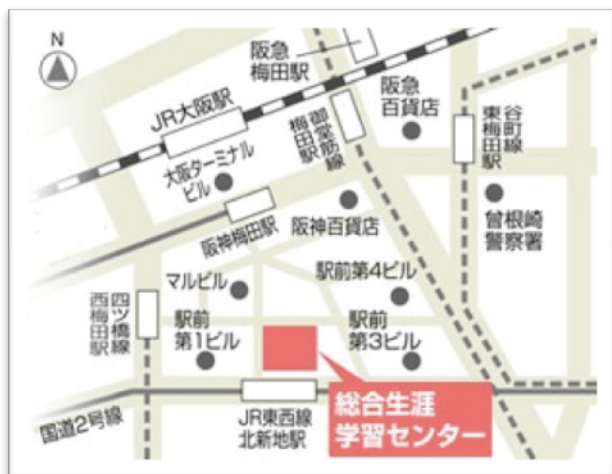 N
阪急
梅田駅
JR大阪駅
御堂筋線
梅田駅
阪急
百貨店
谷町線
東梅田駅
大阪ターミナル
ビル
阪神梅田駅
阪神百貨店
曾根崎
警察署
マルビル
駅前第4ビル
四ツ橋線
西梅田駅
駅前
第1ビル
駅前
第3ビル
国道2号線
JR東西線
北新地駅
総合生涯
学習センター